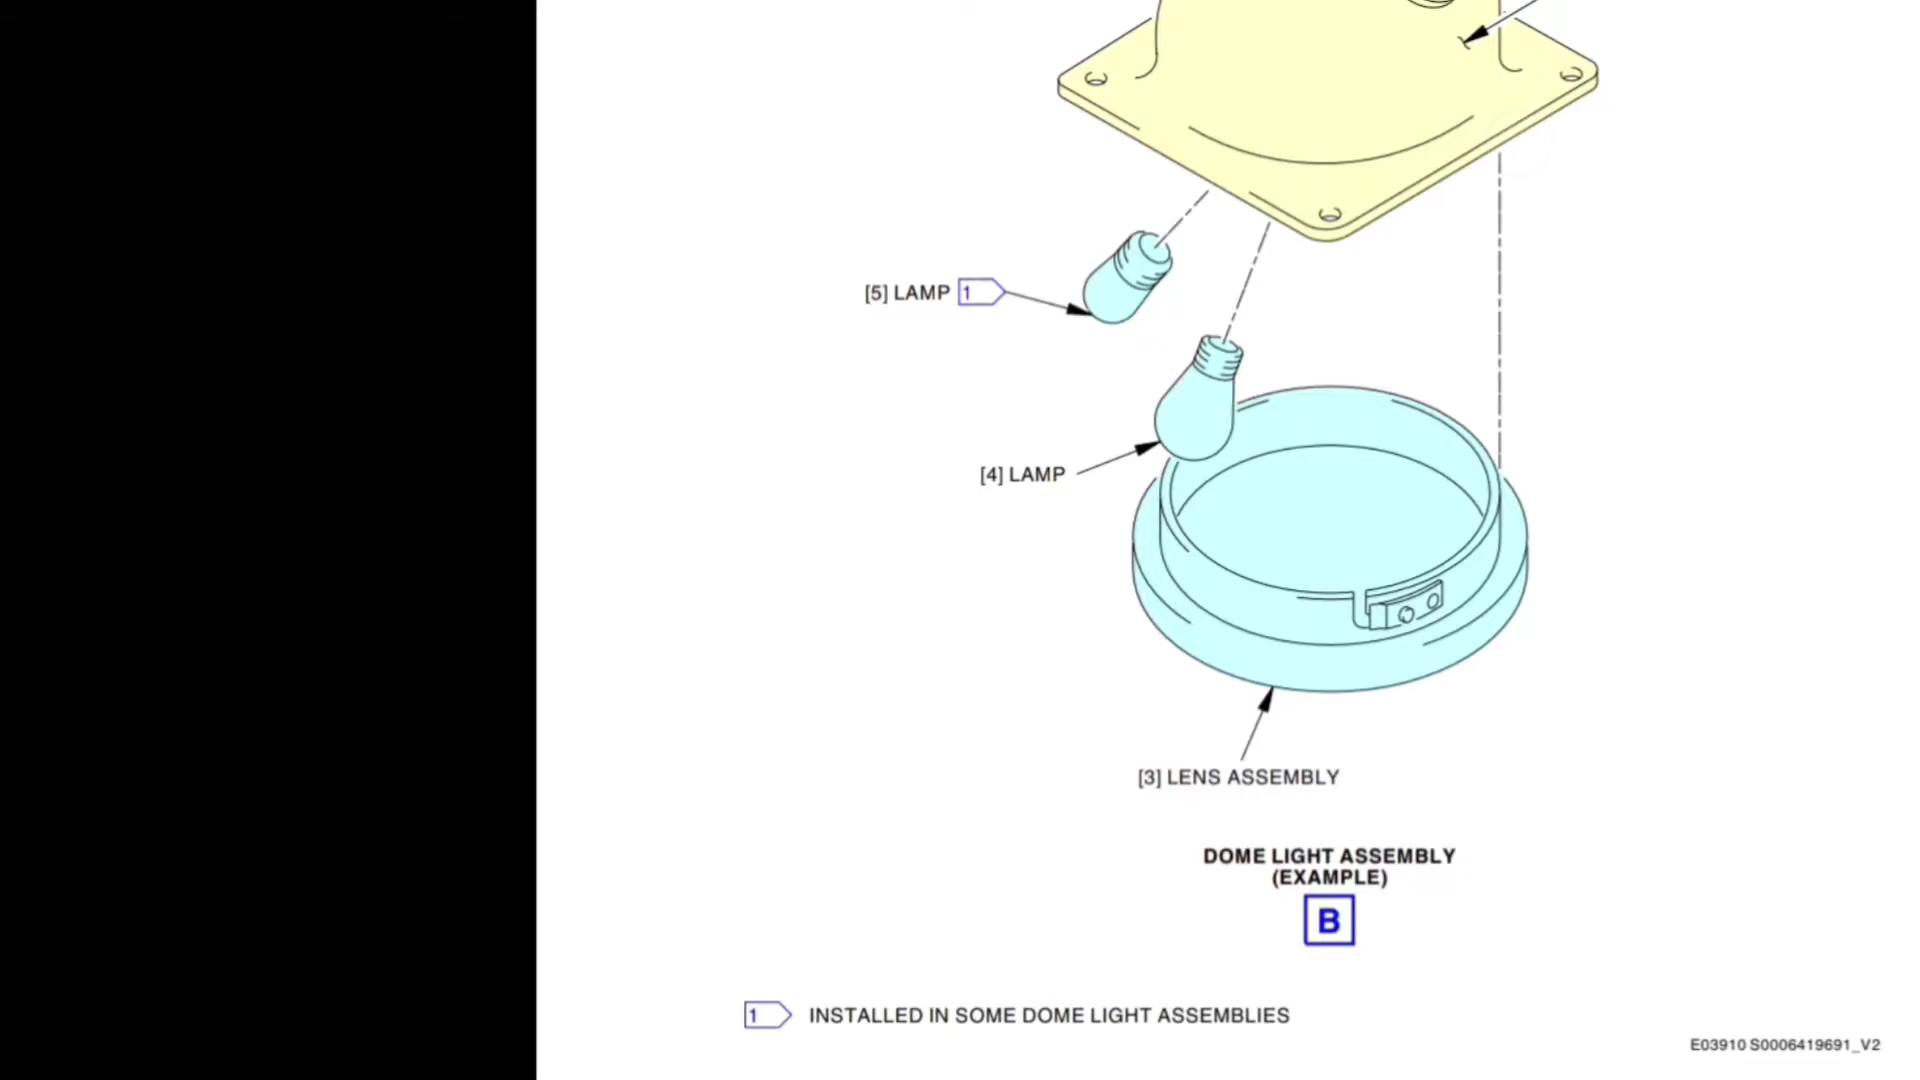 [5] LAMP 1
[4] LAMP
[3] LENS ASSEMBLY
DOME LIGHT ASSEMBLY
(EXAMPLE)
B
1 INSTALLED IN SOME DOME LIGHT ASSEMBLIES
E03910 S0006419691_V2